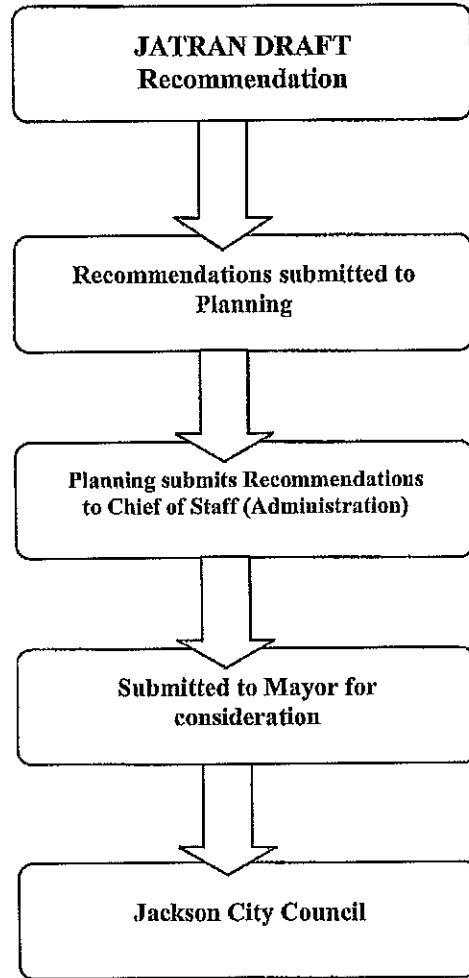 JATRAN DRAFT
Recommendation
Recommendations submitted to
Planning
Planning submits Recommendations
to Chief of Staff (Administration)
Submitted to Mayor for
consideration
Jackson City Council